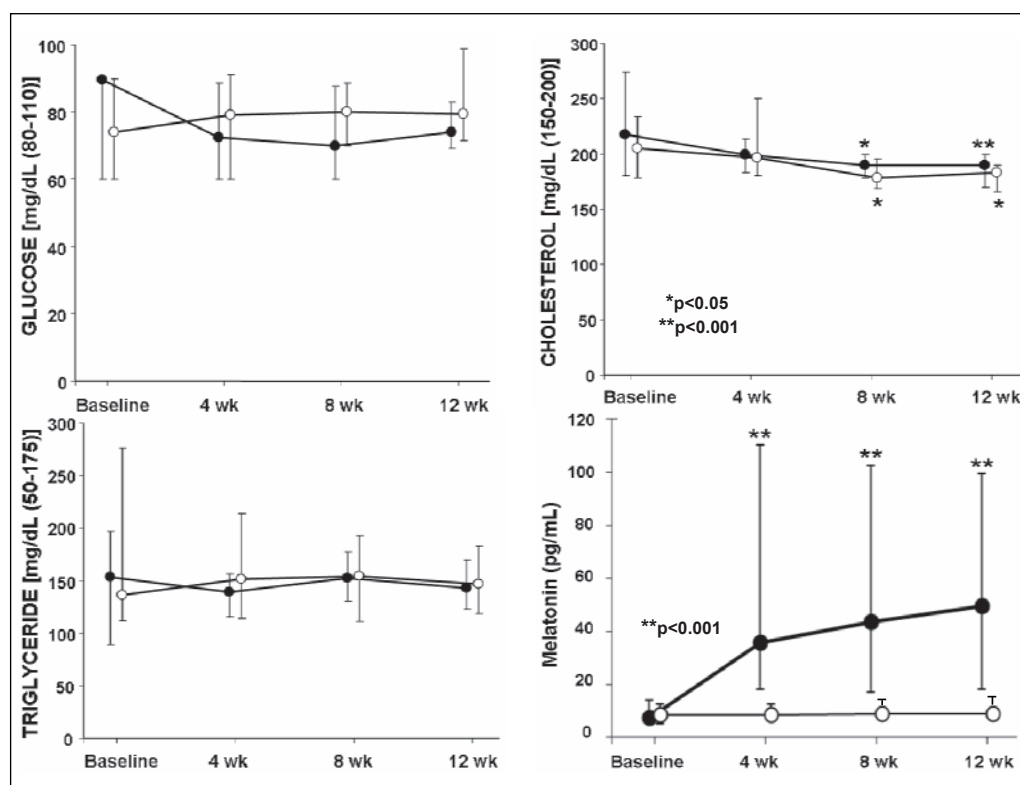 GLUCOSE [mg/dL (80-110)]
100
80
60
40
20
0
Baseline
4 wk
8 wk
12 wk
CHOLESTEROL [mg/dL (150-200)]
300
250
200
150
100
50
0
*
**
*
*
*p<0.05
**p<0.001
Baseline
4 wk
8 wk
12 wk
TRIGLYCERIDE [mg/dL (50-175)]
300
250
200
150
100
50
0
Baseline
4 wk
8 wk
12 wk
Melatonin (pg/mL)
120
100
80
60
40
20
0
**
**
**
**p<0.001
Baseline
4 wk
8 wk
12 wk